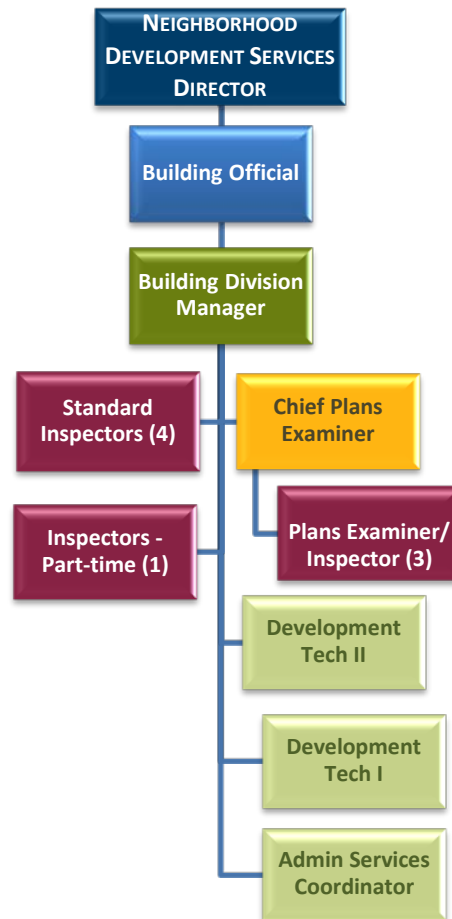 NEIGHBORHOOD
DEVELOPMENT SERVICES
DIRECTOR
Building Official
Building Division
Manager
Standard
Inspectors (4)
Chief Plans
Examiner
Inspectors -
Part-time (1)
Plans Examiner/
Inspector (3)
Development
Tech II
Development
Tech I
Admin Services
Coordinator